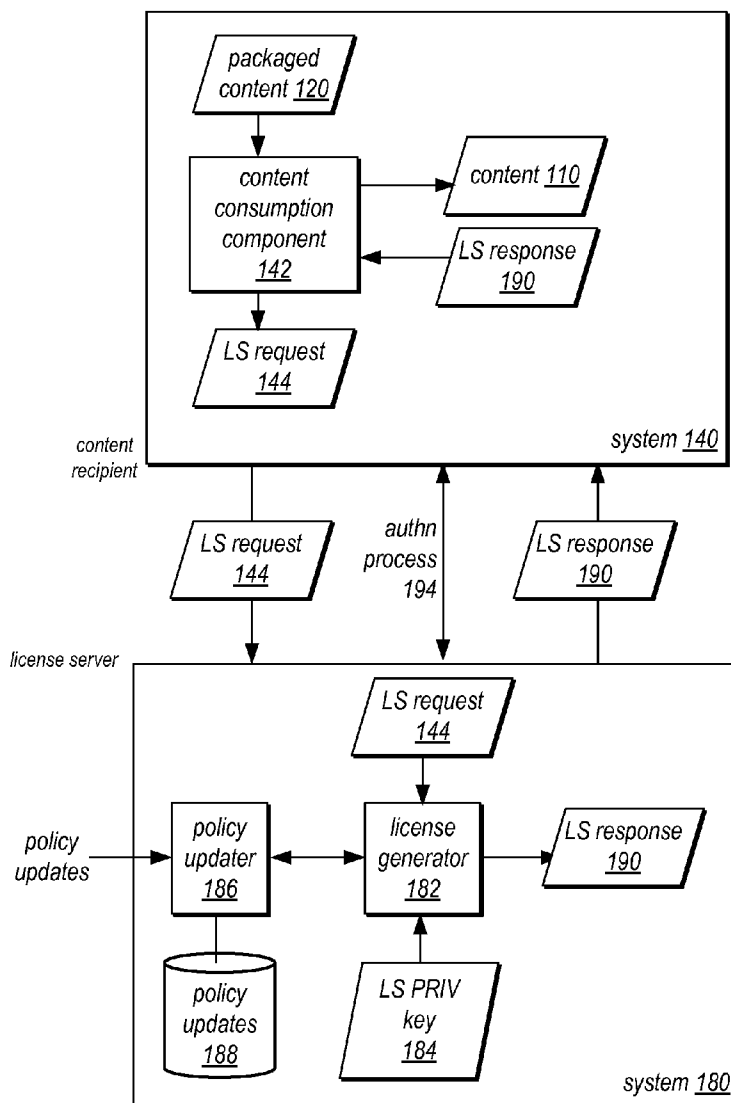 packaged
content 120
content
consumption
component
142
content 110
LS response
190
LS request
144
system 140
content
recipient
LS request
144
authn
process
194
LS response
190
license server
LS request
144
policy
updates
policy
updater
186
license
generator
182
LS response
190
policy
updates
188
LS PRIV
key
184
system 180